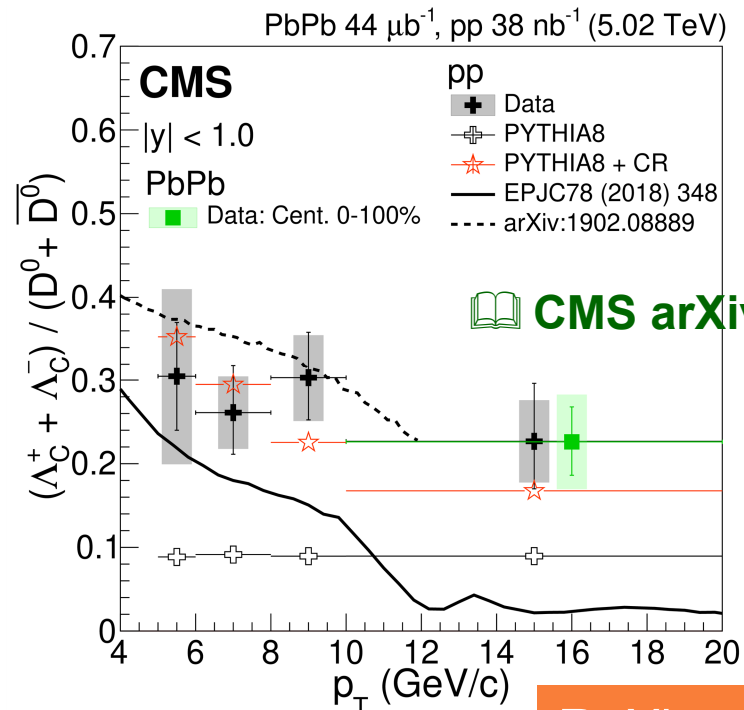 PbPb 44 μb⁻¹, pp 38 nb⁻¹ (5.02 TeV)
CMS
|y| < 1.0
PbPb
Data: Cent. 0-100%
pp
Data
PYTHIA8
PYTHIA8 + CR
EPJC78 (2018) 348
arXiv:1902.08889
CMS arXiv
(Λ_C^+ + Λ_C^-) / (D^0 + \overline{D^0})
0.7
0.6
0.5
0.4
0.3
0.2
0.1
0
4 6 8 10 12 14 16 18 20
p_T (GeV/c)